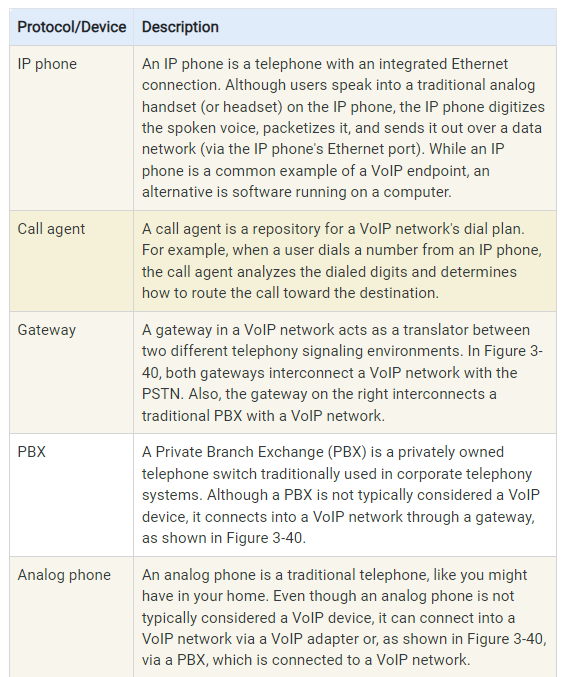 Protocol/Device Description
IP phone
An IP phone is a telephone with an integrated Ethernet
connection. Although users speak into a traditional analog
handset (or headset) on the IP phone, the IP phone digitizes
the spoken voice, packetizes it, and sends it out over a data
network (via the IP phone's Ethernet port). While an IP
phone is a common example of a VoIP endpoint, an
alternative is software running on a computer.
Call agent
A call agent is a repository for a VoIP network's dial plan.
For example, when a user dials a number from an IP phone,
the call agent analyzes the dialed digits and determines
how to route the call toward the destination.
Gateway
A gateway in a VoIP network acts as a translator between
two different telephony signaling environments. In Figure 3-
40, both gateways interconnect a VoIP network with the
PSTN. Also, the gateway on the right interconnects a
traditional PBX with a VoIP network.
PBX
A Private Branch Exchange (PBX) is a privately owned
telephone switch traditionally used in corporate telephony
systems. Although a PBX is not typically considered a VoIP
device, it connects into a VoIP network through a gateway,
as shown in Figure 3-40.
Analog phone
An analog phone is a traditional telephone, like you might
have in your home. Even though an analog phone is not
typically considered a VoIP device, it can connect into a
VoIP network via a VoIP adapter or, as shown in Figure 3-40,
via a PBX, which is connected to a VoIP network.